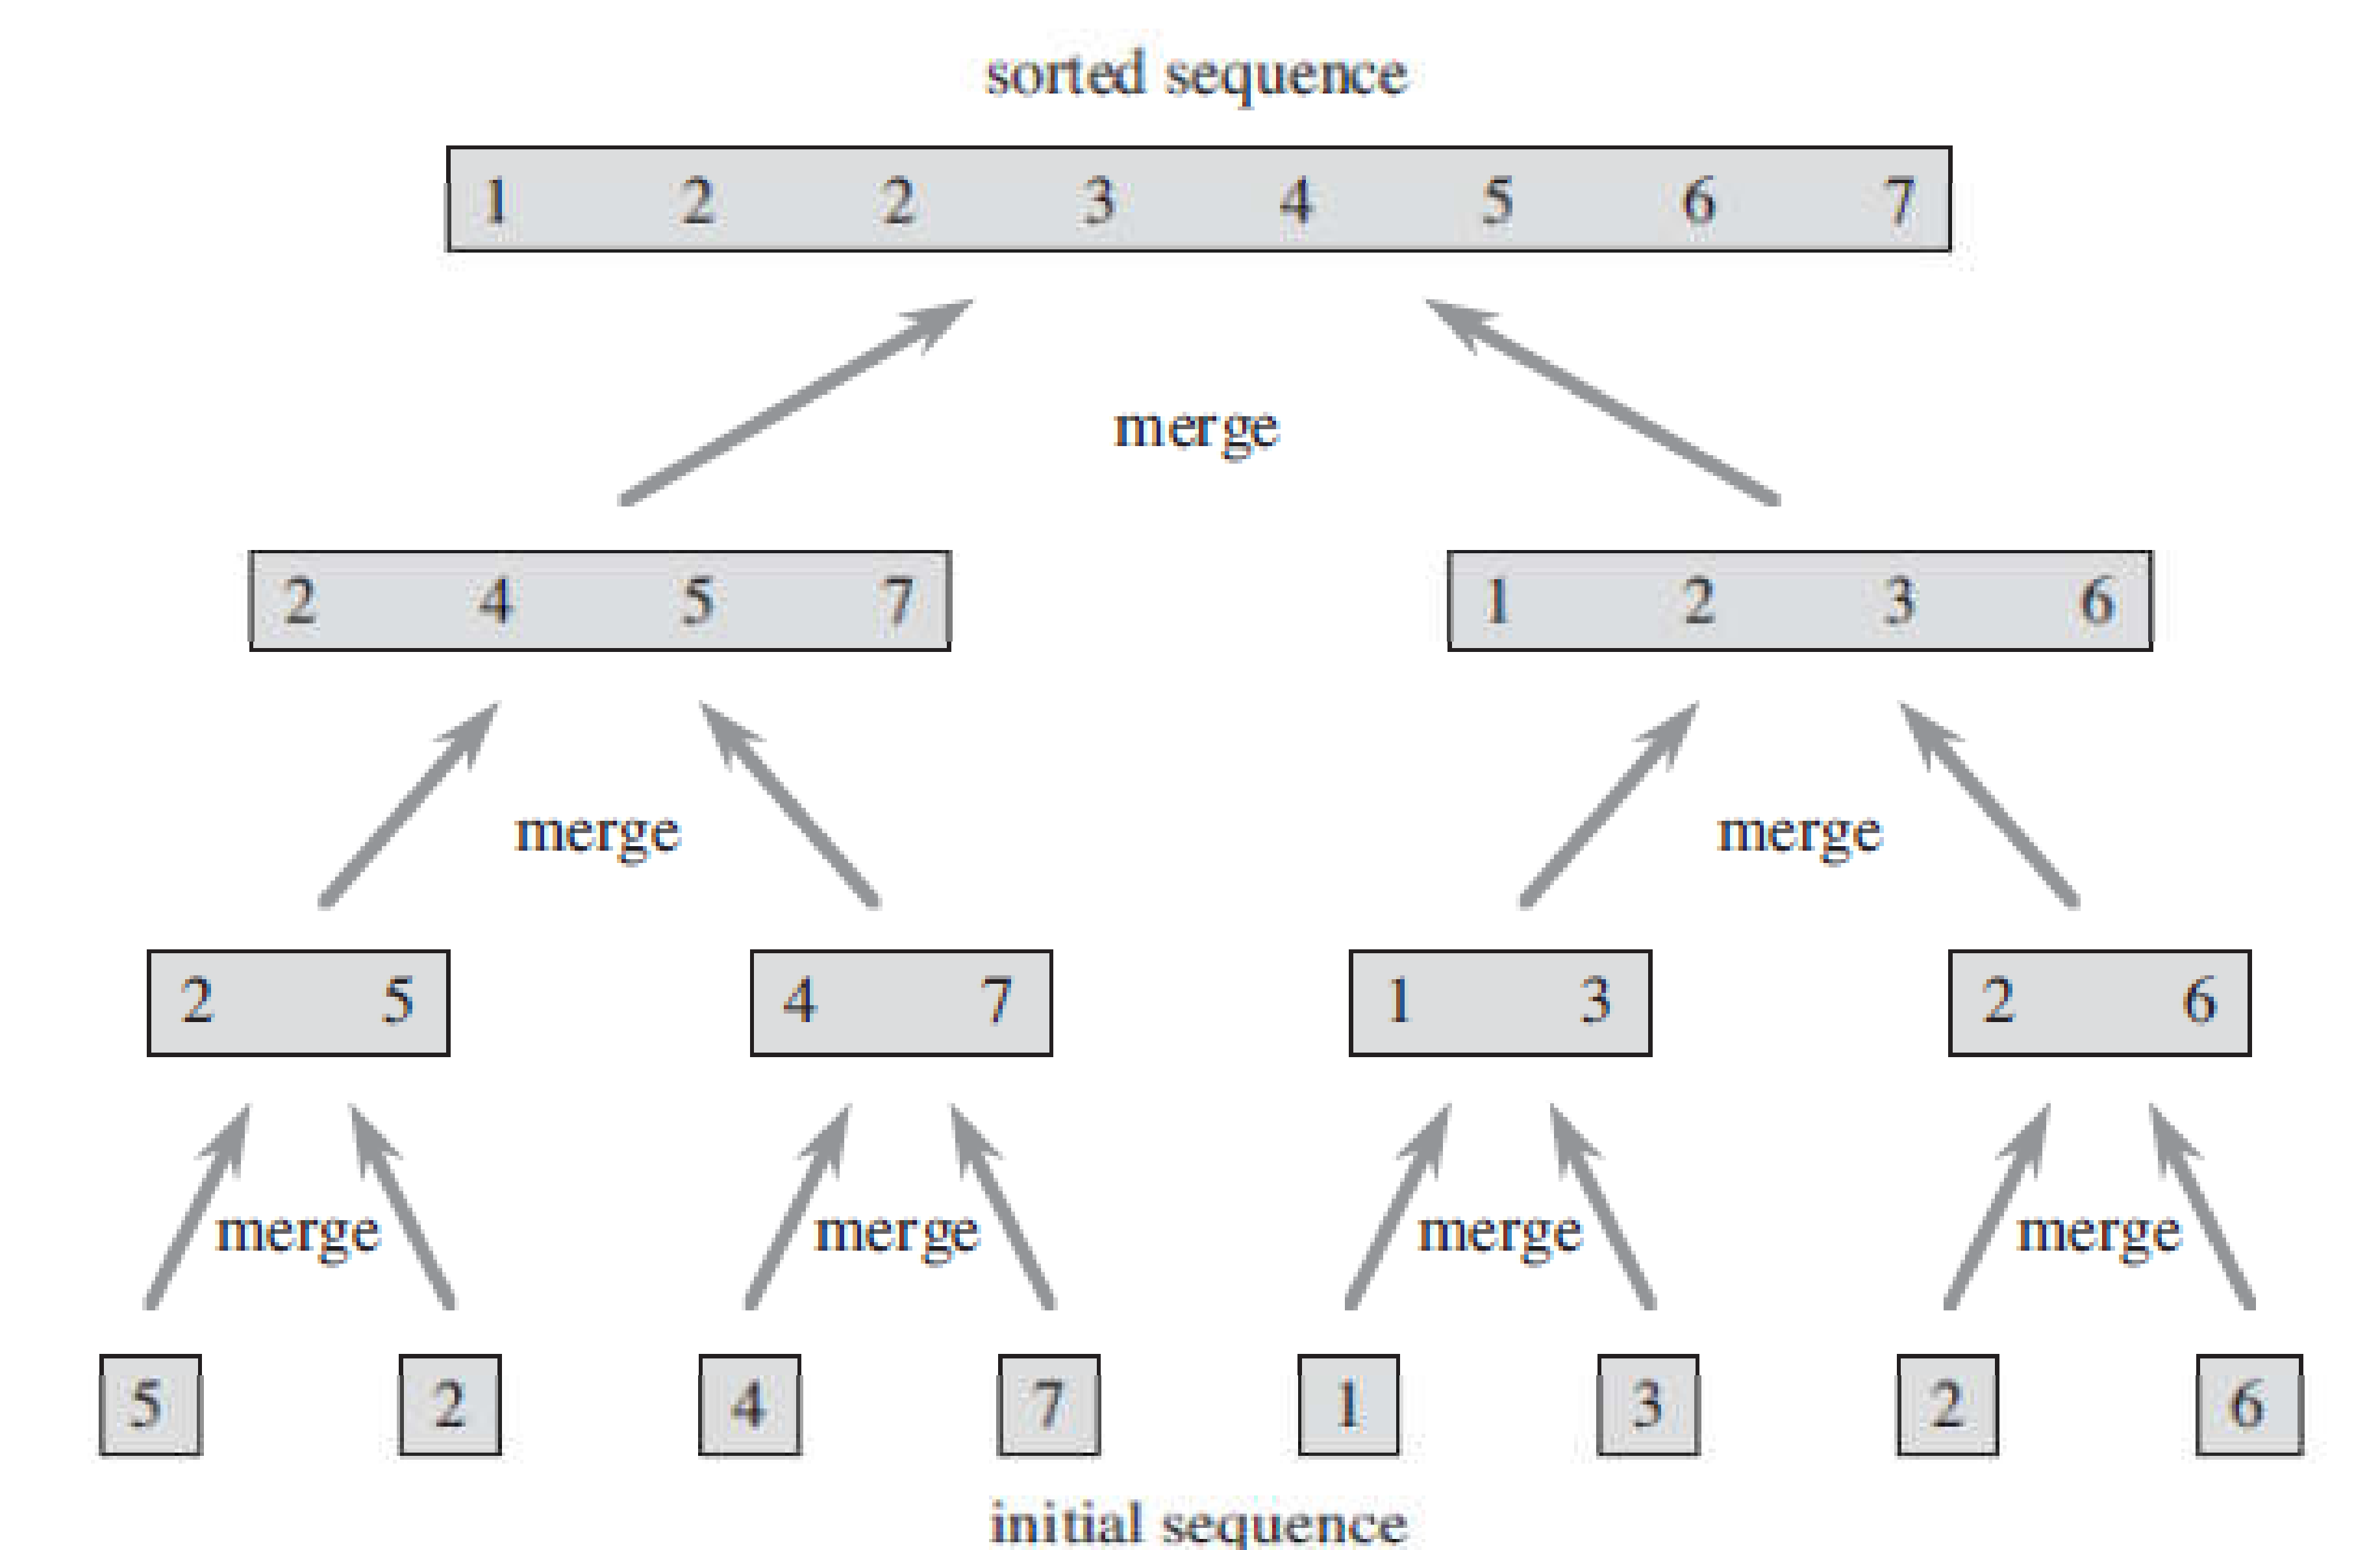 sorted sequence
1 2 2 3 4 5 6 7
merge
2 4 5 7 1 2 3 6
merge merge
2 5 4 7 1 3 2 6
merge merge merge merge
5 2 4 7 1 3 2 6
initial sequence